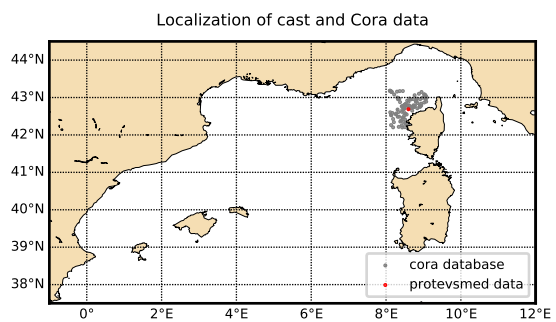 Localization of cast and Cora data
44°N
43°N
42°N
41°N
40°N
39°N
38°N
cora database
protevsmed data
0° 2°E 4°E 6°E 8°E 10°E 12°E